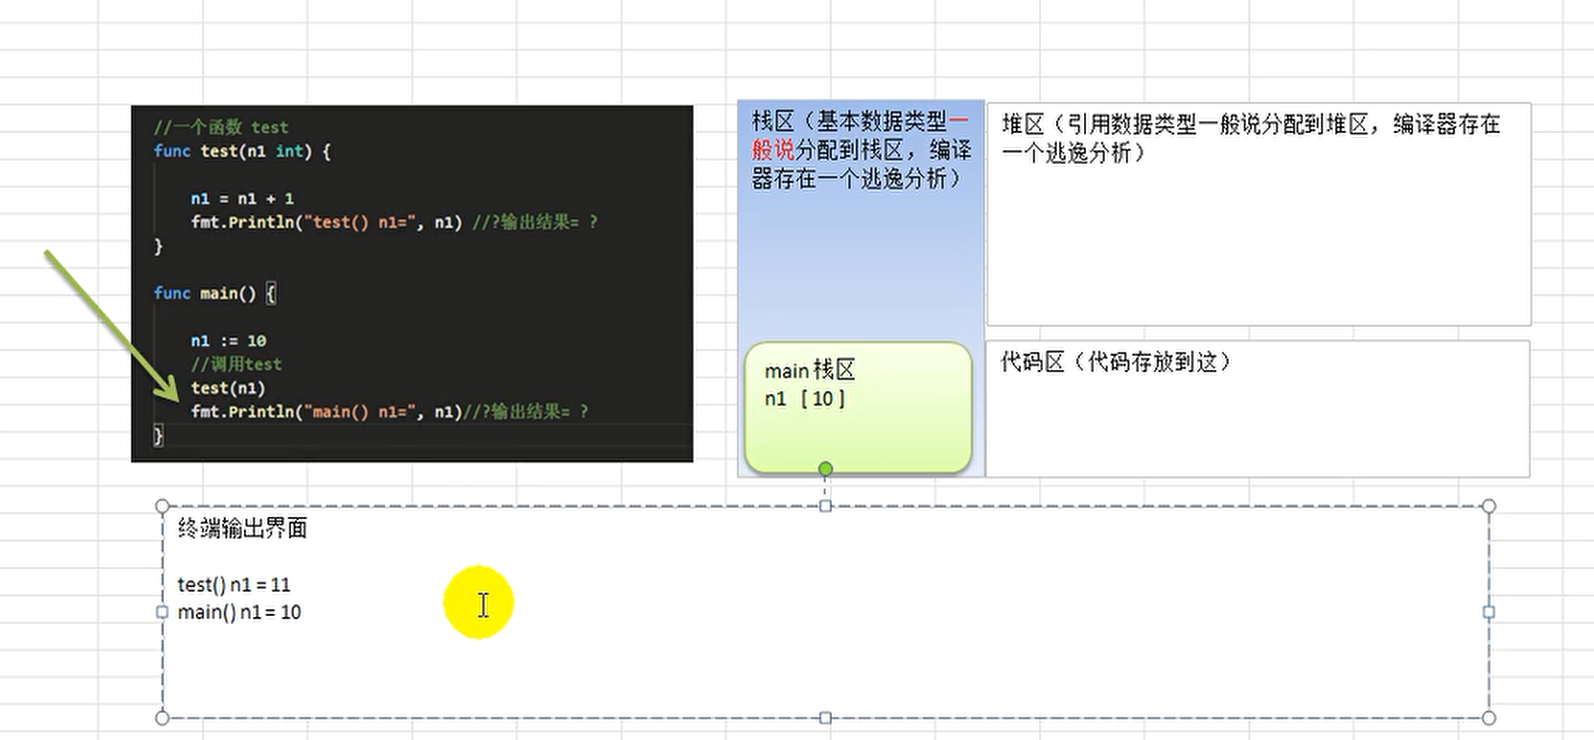 //一个函数 test
func test(n1 int) {
n1 = n1 + 1
fmt.Println("test() n1=", n1) //?输出结果= ?
}
func main() {
n1 := 10
//调用test
test(n1)
fmt.Println("main() n1=", n1)//?输出结果= ?
}
栈区（基本数据类型一
般说分配到栈区，编译
器存在一个逃逸分析）
main 栈区
n1 [ 10 ]
堆区（引用数据类型一般说分配到堆区，编译器存在
一个逃逸分析）
代码区（代码存放到这）
终端输出界面
test() n1 = 11
main() n1 = 10